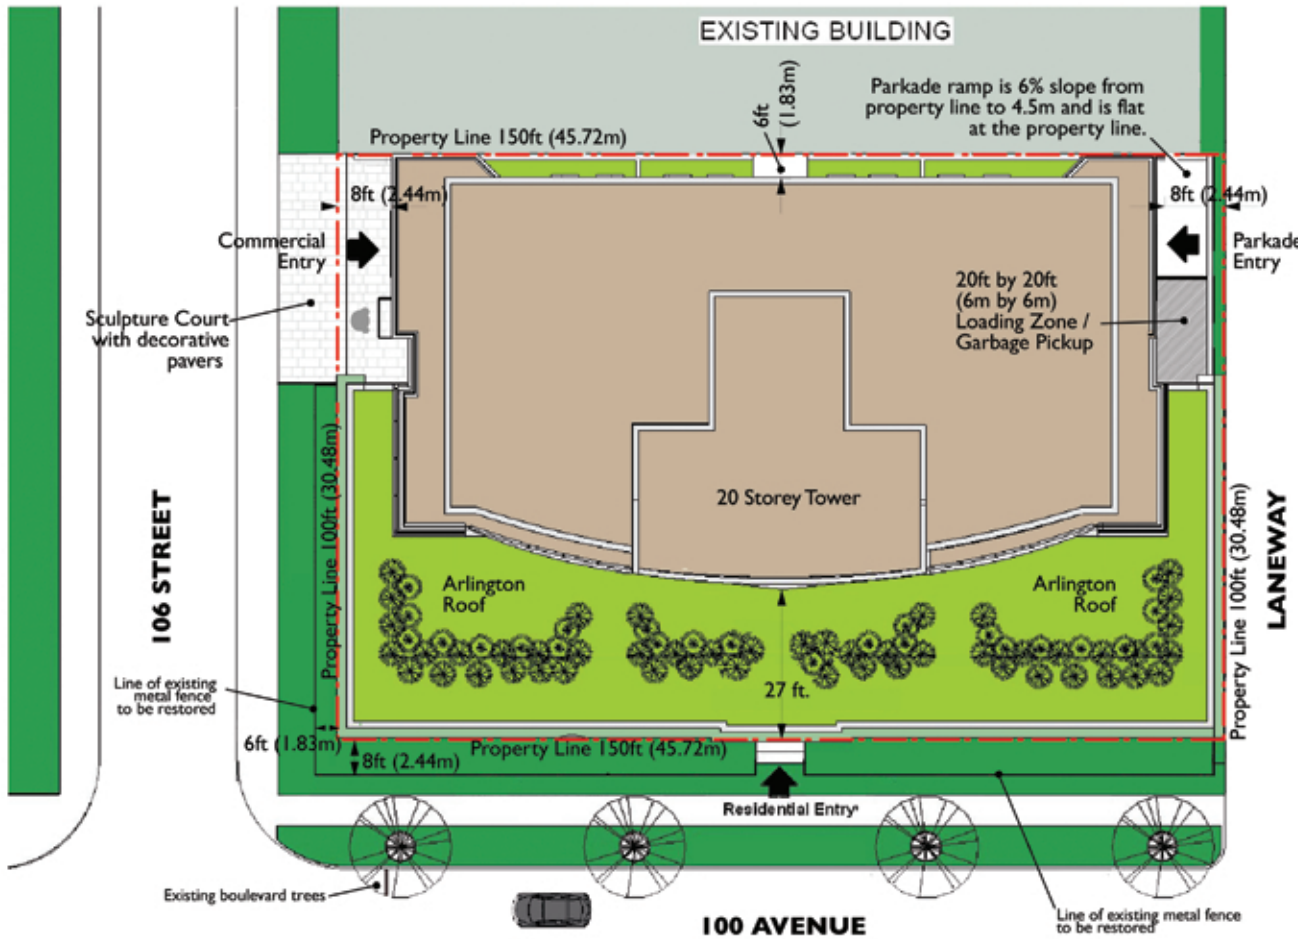 EXISTING BUILDING
6ft
(1.83m)
Parkade ramp is 6% slope from
property line to 4.5m and is flat
at the property line.
Property Line 150ft (45.72m)
8ft (2.44m)
8ft (2.44m)
Commercial
Entry
Parkade
Entry
20ft by 20ft
(6m by 6m)
Loading Zone /
Garbage Pickup
Sculpture Court
with decorative
pavers
Property Line 100ft (30.48m)
20 Storey Tower
106 STREET
Property Line 100ft (30.48m)
LANEWAY
Arlington
Roof
Arlington
Roof
Line of existing
metal fence
to be restored
27 ft.
6ft (1.83m)
Property Line 150ft (45.72m)
8ft (2.44m)
Residential Entry
Existing boulevard trees
100 AVENUE
Line of existing metal fence
to be restored